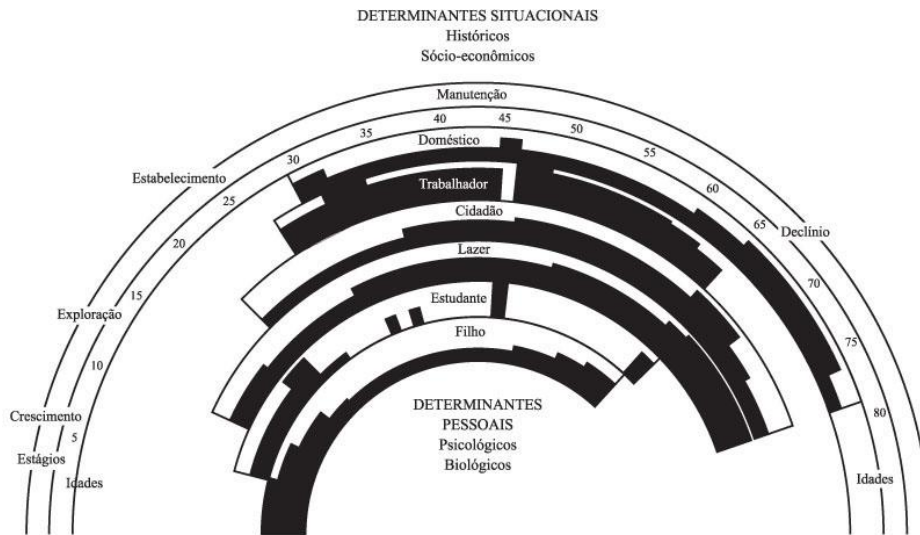 DETERMINANTES SITUACIONAIS
Históricos
Sócio-econômicos
Manutenção
40
45
35
50
Doméstico
30
55
Estabelecimento
Trabalhador
25
60
Cidadão
65
Declínio
20
Lazer
15
Estudante
70
Exploração
Filho
75
10
DETERMINANTES
PESSOAIS
Crescimento
80
5
Psicológicos
Estágios
Biológicos
Idades
Idades